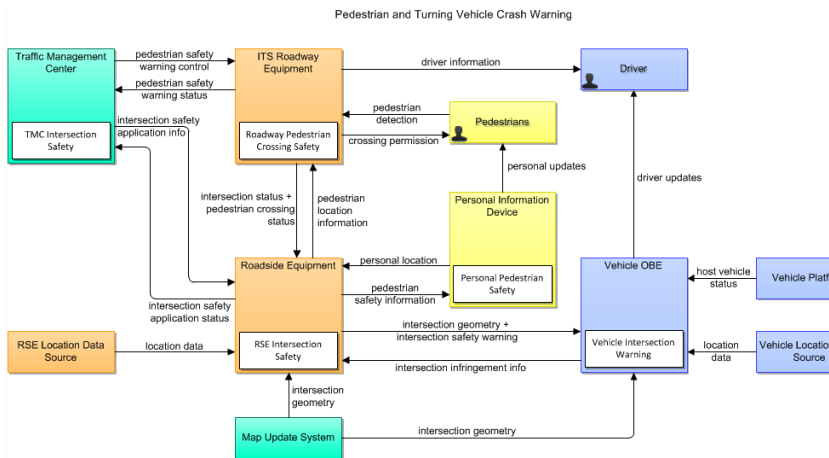 Pedestrian and Turning Vehicle Crash Warning
Traffic Management
Center
TMC Intersection
Safety
pedestrian safety
warning control
pedestrian safety
warning status
intersection safety
application info
ITS Roadway
Equipment
Roadway Pedestrian
Crossing Safety
driver information
Driver
pedestrian
detection
crossing permission
Pedestrians
personal updates
driver updates
intersection status +
pedestrian crossing
status
pedestrian
location
information
Personal Information
Device
Personal Pedestrian
Safety
Roadside Equipment
RSE Intersection
Safety
personal location
pedestrian
safety information
intersection safety
application status
Vehicle OBE
Vehicle Intersection
Warning
host vehicle
status
Vehicle Platf
RSE Location Data
Source
location data
intersection geometry +
intersection safety warning
intersection infringement info
location
data
Vehicle Location
Source
intersection
geometry
Map Update System
intersection geometry